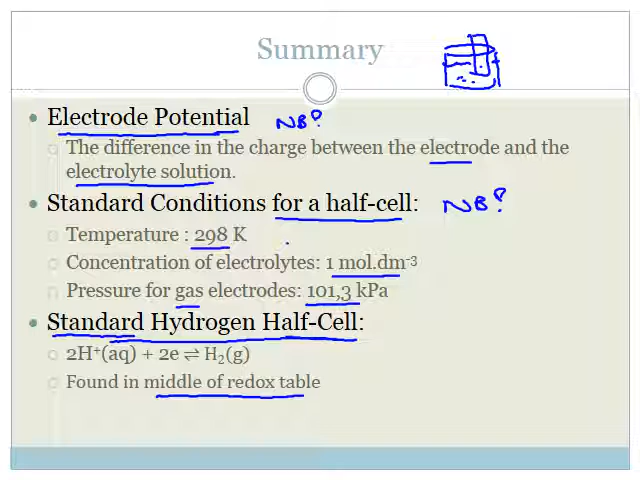 Summary
• Electrode Potential NB!
The difference in the charge between the electrode and the
electrolyte solution.
• Standard Conditions for a half-cell: NB!
Temperature : 298 K
Concentration of electrolytes: 1 mol.dm⁻³
Pressure for gas electrodes: 101,3 kPa
• Standard Hydrogen Half-Cell:
2H⁺(aq) + 2e ⇌ H₂(g)
Found in middle of redox table